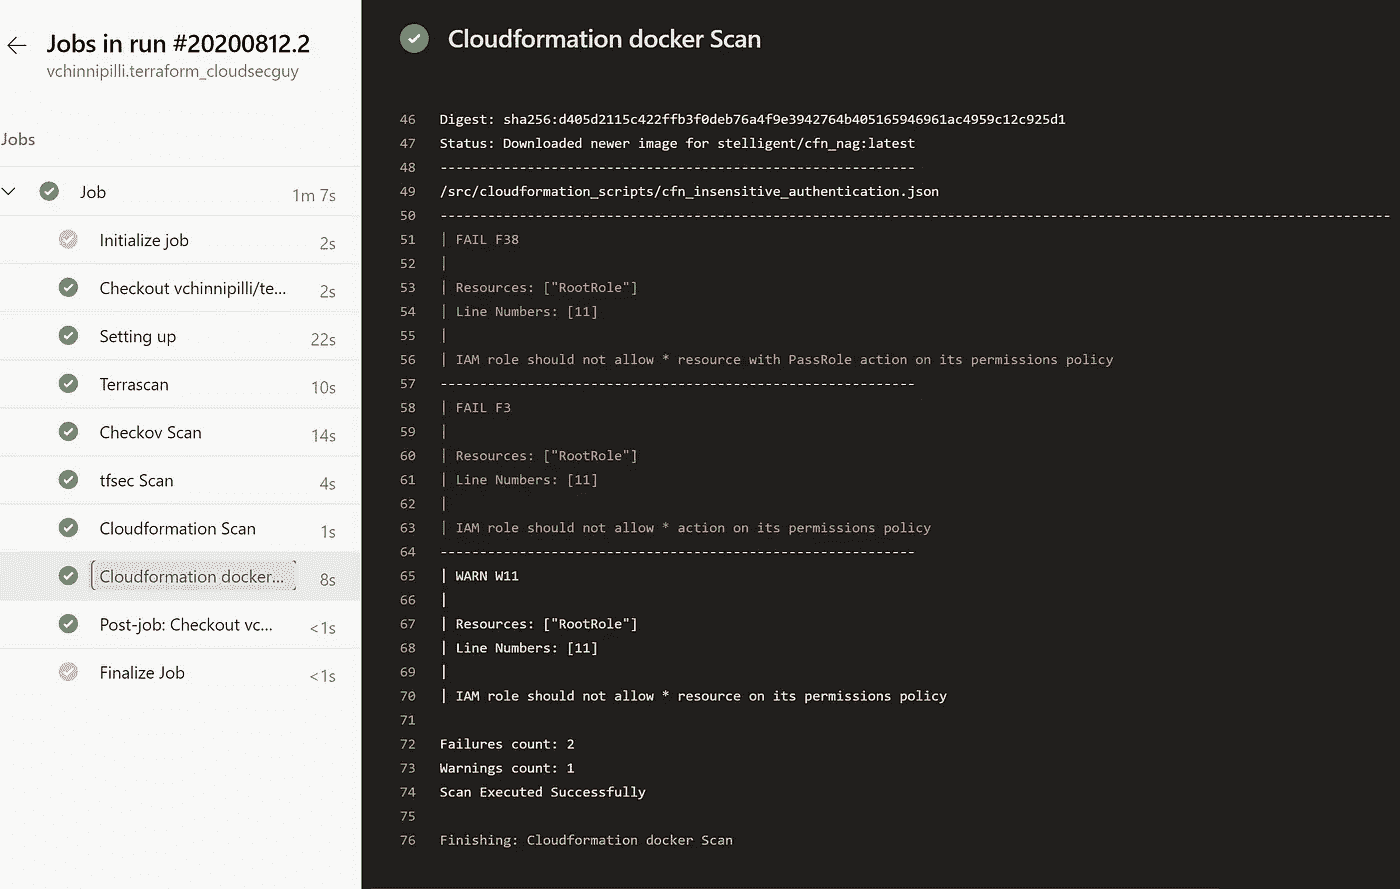 Jobs in run #20200812.2
vchinnipilli.terraform_cloudsecguy
Jobs
Job 1m 7s
Initialize job 2s
Checkout vchinnipilli/te... 2s
Setting up 22s
Terrascan 10s
Checkov Scan 14s
tfsec Scan 4s
Cloudformation Scan 1s
Cloudformation docker... 8s
Post-job: Checkout vc... <1s
Finalize Job <1s
Cloudformation docker Scan
46 Digest: sha256:d405d2115c422ffb3f0deb76a4f9e3942764b405165946961ac4959c12c925d1
47 Status: Downloaded newer image for stelligent/cfn_nag:latest
48 ------------------------------------------------------------
49 /src/cloudformation_scripts/cfn_insensitive_authentication.json
50 ------------------------------------------------------------------------------------------------------------------------
51 | FAIL F38
52 |
53 | Resources: ["RootRole"]
54 | Line Numbers: [11]
55 |
56 | IAM role should not allow * resource with PassRole action on its permissions policy
57 ------------------------------------------------------------
58 | FAIL F3
59 |
60 | Resources: ["RootRole"]
61 | Line Numbers: [11]
62 |
63 | IAM role should not allow * action on its permissions policy
64 ------------------------------------------------------------
65 | WARN W11
66 |
67 | Resources: ["RootRole"]
68 | Line Numbers: [11]
69 |
70 | IAM role should not allow * resource on its permissions policy
71
72 Failures count: 2
73 Warnings count: 1
74 Scan Executed Successfully
75
76 Finishing: Cloudformation docker Scan